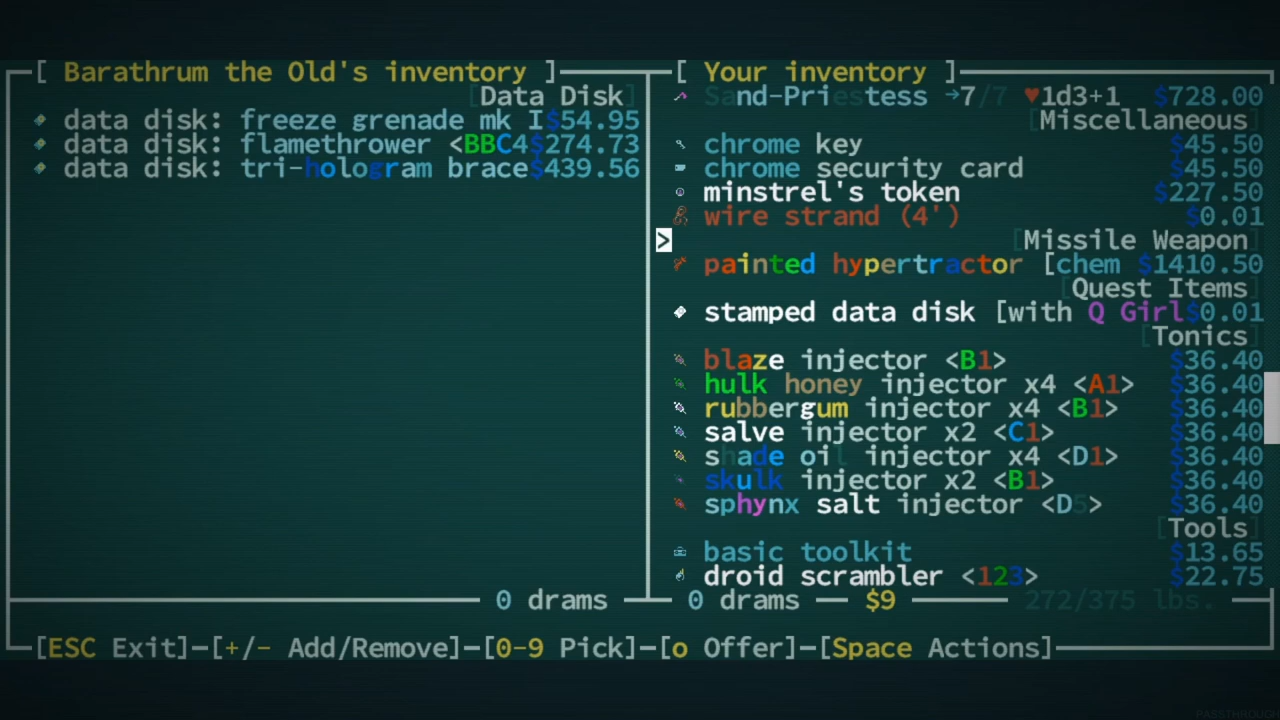 [ Barathrum the Old's inventory ]
[Data Disk]
data disk: freeze grenade mk I$54.95
data disk: flamethrower <BBC4$274.73
data disk: tri-hologram brace$439.56
0 drams
[ Your inventory ]
Sand-Priestess →7/7 ♥1d3+1 $728.00
[Miscellaneous]
chrome key $45.50
chrome security card $45.50
minstrel's token $227.50
wire strand (4') $0.01
>
[Missile Weapon]
painted hypertractor [chem $1410.50
[Quest Items]
stamped data disk [with Q Girl$0.01
[Tonics]
blaze injector <B1> $36.40
hulk honey injector x4 <A1> $36.40
rubbergum injector x4 <B1> $36.40
salve injector x2 <C1> $36.40
shade oil injector x4 <D1> $36.40
skulk injector x2 <B1> $36.40
sphynx salt injector <D5> $36.40
[Tools]
basic toolkit $13.65
droid scrambler <123> $22.75
0 drams — $9 — 272/375 lbs.
[ESC Exit]—[+/- Add/Remove]—[0-9 Pick]—[o Offer]—[Space Actions]